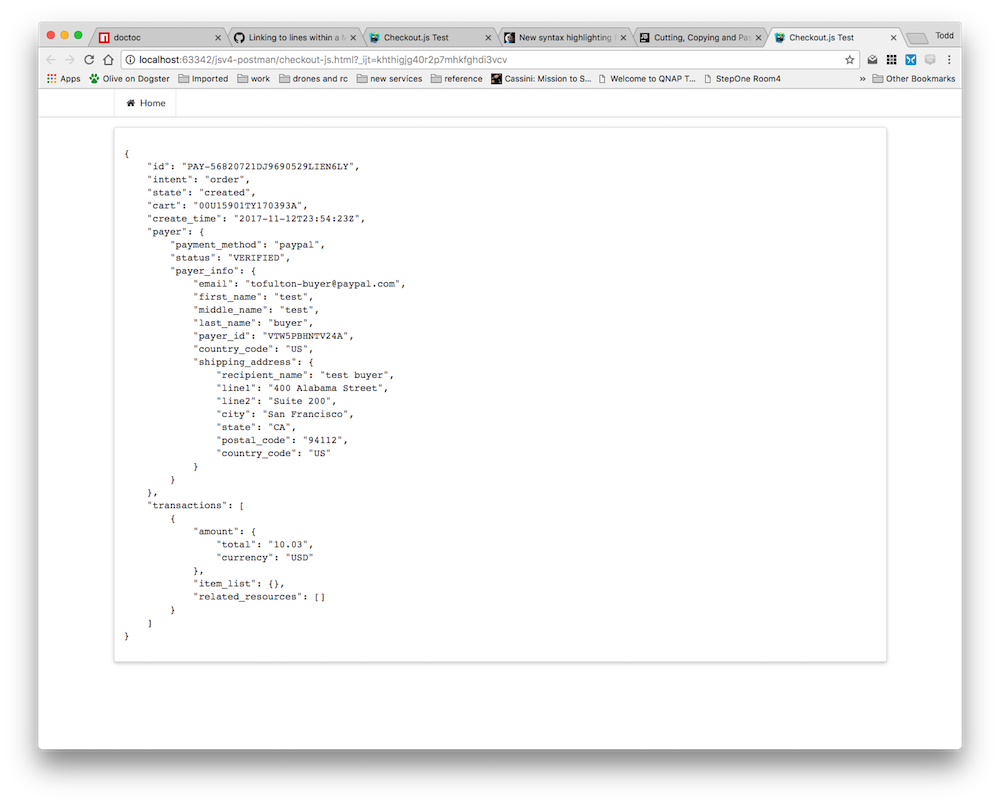 doctoc
Linking to lines within a M
Checkout.js Test
New syntax highlighting
Cutting, Copying and Pas
Checkout.js Test
Todd
localhost:63342/jsv4-postman/checkout-js.html?_ijt=khthigjg40r2p7mhkfghdi3vcv
Apps
Olive on Dogster
Imported
work
drones and rc
new services
reference
Cassini: Mission to S...
Welcome to QNAP T...
StepOne Room4
»
Other Bookmarks
Home
{
"id": "PAY-56820721DJ9690529LIEN6LY",
"intent": "order",
"state": "created",
"cart": "00U15901TY170393A",
"create_time": "2017-11-12T23:54:23Z",
"payer": {
"payment_method": "paypal",
"status": "VERIFIED",
"payer_info": {
"email": "tofulton-buyer@paypal.com",
"first_name": "test",
"middle_name": "test",
"last_name": "buyer",
"payer_id": "VTW5PBHNTV24A",
"country_code": "US",
"shipping_address": {
"recipient_name": "test buyer",
"line1": "400 Alabama Street",
"line2": "Suite 200",
"city": "San Francisco",
"state": "CA",
"postal_code": "94112",
"country_code": "US"
}
}
},
"transactions": [
{
"amount": {
"total": "10.03",
"currency": "USD"
},
"item_list": {},
"related_resources": []
}
]
}